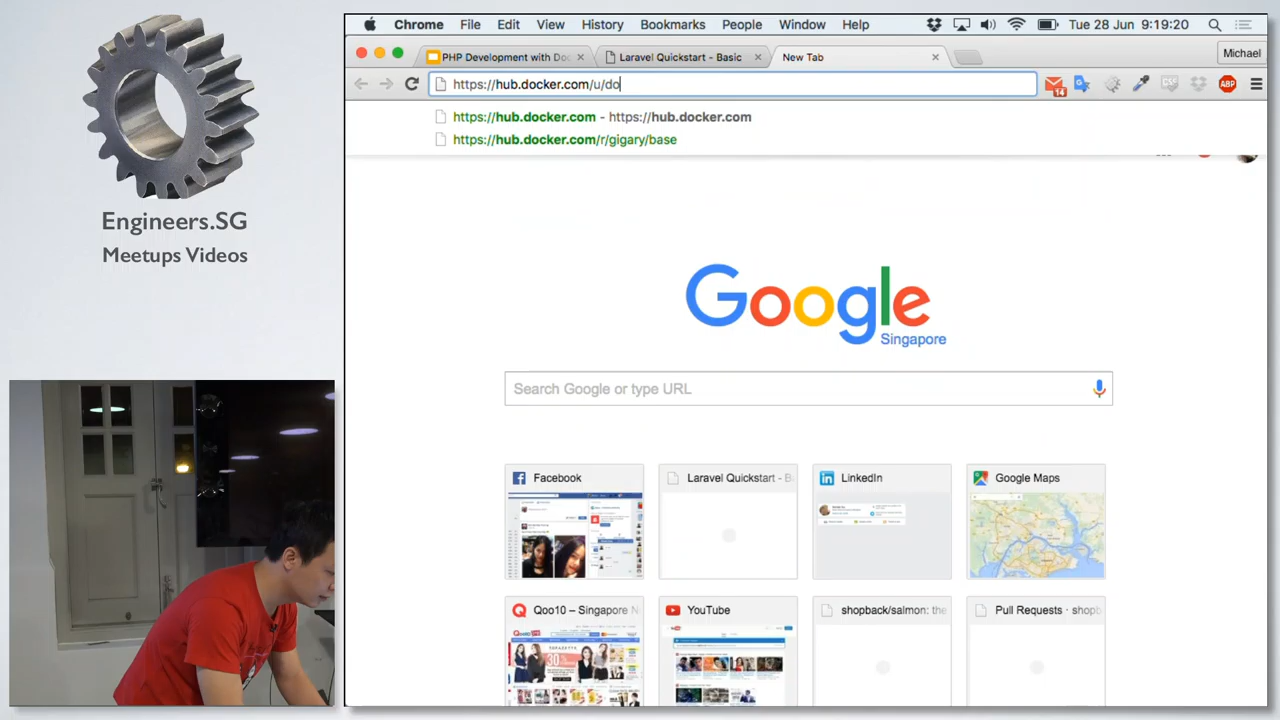 Engineers.SG
Meetups Videos
Chrome File Edit View History Bookmarks People Window Help Tue 28 Jun 9:19:20
PHP Development with Doc Laravel Quickstart - Basic New Tab Michael
https://hub.docker.com/u/do
14 ABP
https://hub.docker.com - https://hub.docker.com
https://hub.docker.com/r/gigary/base
Google
Singapore
Search Google or type URL
Facebook Laravel Quickstart - B LinkedIn Google Maps
Qoo10 – Singapore N YouTube shopback/salmon: the Pull Requests · shopb